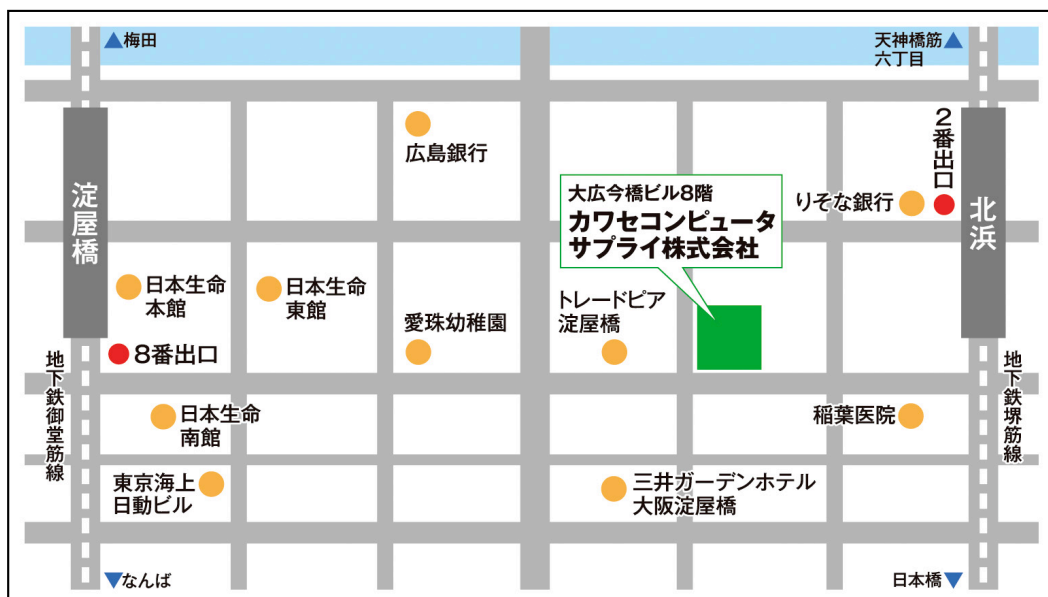 梅田
天神橋筋
六丁目
広島銀行
2番出口
大広今橋ビル8階
カワセコンピュータ
サプライ株式会社
りそな銀行
淀屋橋
北浜
日本生命
本館
日本生命
東館
愛珠幼稚園
トレードピア
淀屋橋
8番出口
地下鉄御堂筋線
地下鉄堺筋線
日本生命
南館
稲葉医院
東京海上
日動ビル
三井ガーデンホテル
大阪淀屋橋
なんば
日本橋